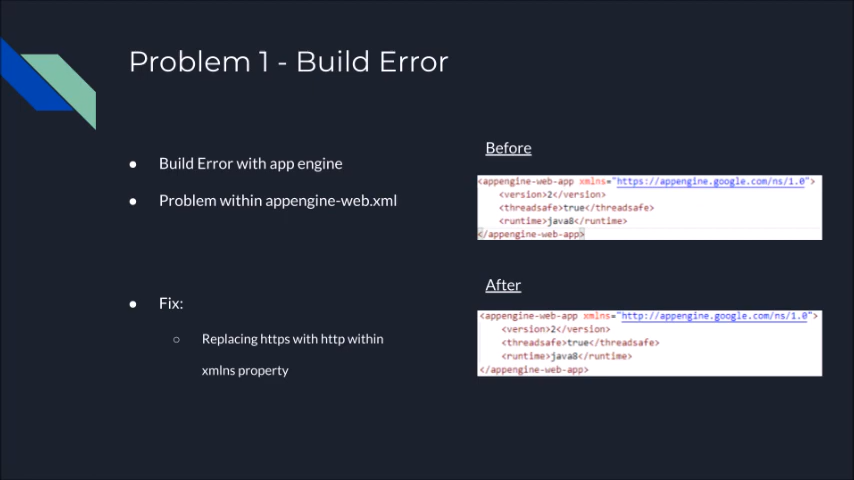 Problem 1 - Build Error
Build Error with app engine
Problem within appengine-web.xml
Fix:
Replacing https with http within
xmlns property
Before
<appengine-web-app xmlns="https://appengine.google.com/ns/1.0">
<version>2</version>
<threadsafe>true</threadsafe>
<runtime>java8</runtime>
</appengine-web-app>
After
<appengine-web-app xmlns="http://appengine.google.com/ns/1.0">
<version>2</version>
<threadsafe>true</threadsafe>
<runtime>java8</runtime>
</appengine-web-app>